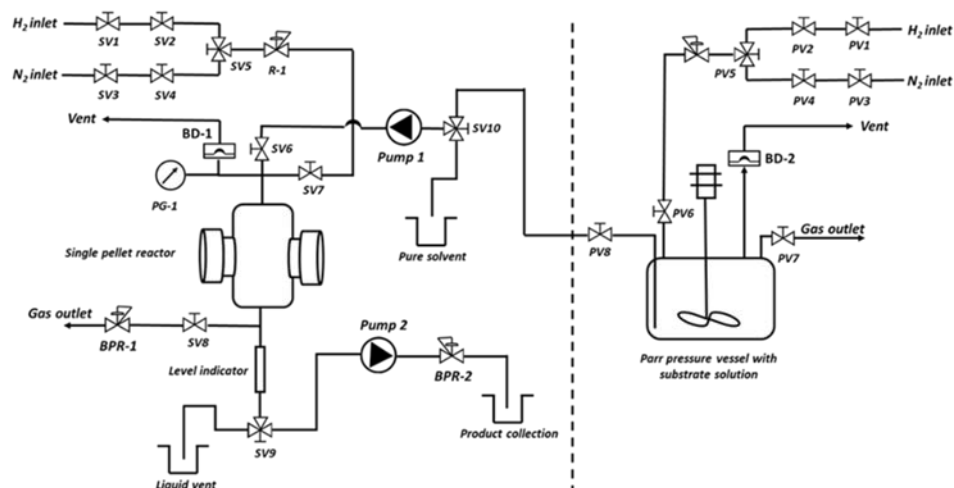 H2 inlet
SV1
SV2
SV5
R-1
N2 inlet
SV3
SV4
Vent
BD-1
SV6
Pump 1
SV10
PG-1
SV7
Single pellet reactor
Pure solvent
Gas outlet
BPR-1
SV8
Pump 2
Level indicator
BPR-2
SV9
Product collection
Liquid vent
PV2
PV1
H2 inlet
PV5
PV4
PV3
N2 inlet
Vent
BD-2
PV6
Gas outlet
PV7
PV8
Parr pressure vessel with
substrate solution